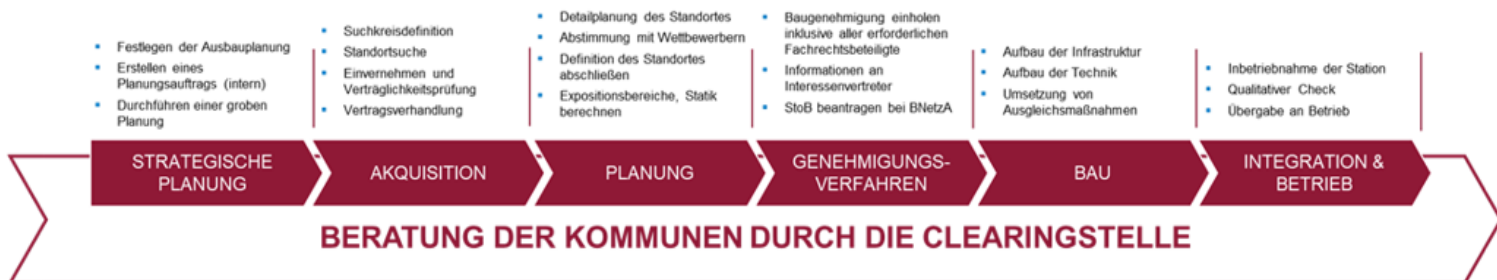 Festlegen der Ausbauplanung
Erstellen eines
Planungsauftrags (intern)
Durchführen einer groben
Planung
STRATEGISCHE
PLANUNG
Suchkreisdefinition
Standortsuche
Einvernehmen und
Verträglichkeitsprüfung
Vertragsverhandlung
AKQUISITION
Detailplanung des Standortes
Abstimmung mit Wettbewerbern
Definition des Standortes
abschließen
Expositionsbereiche, Statik
berechnen
PLANUNG
Baugenehmigung einholen
inklusive aller erforderlichen
Fachrechtsbeteiligte
Informationen an
Interessenvertreter
StoB beantragen bei BNetzA
GENEHMIGUNGS-
VERFAHREN
Aufbau der Infrastruktur
Aufbau der Technik
Umsetzung von
Ausgleichsmaßnahmen
BAU
Inbetriebnahme der Station
Qualitativer Check
Übergabe an Betrieb
INTEGRATION &
BETRIEB
BERATUNG DER KOMMUNEN DURCH DIE CLEARINGSTELLE